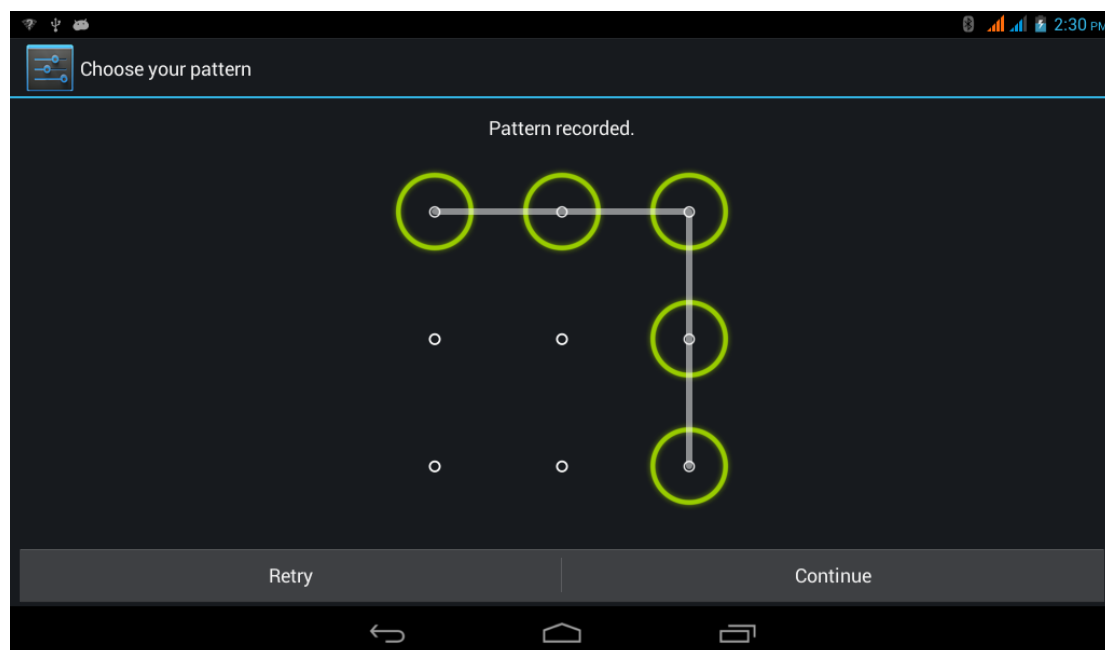 2:30 PM
Choose your pattern
Pattern recorded.
Retry
Continue